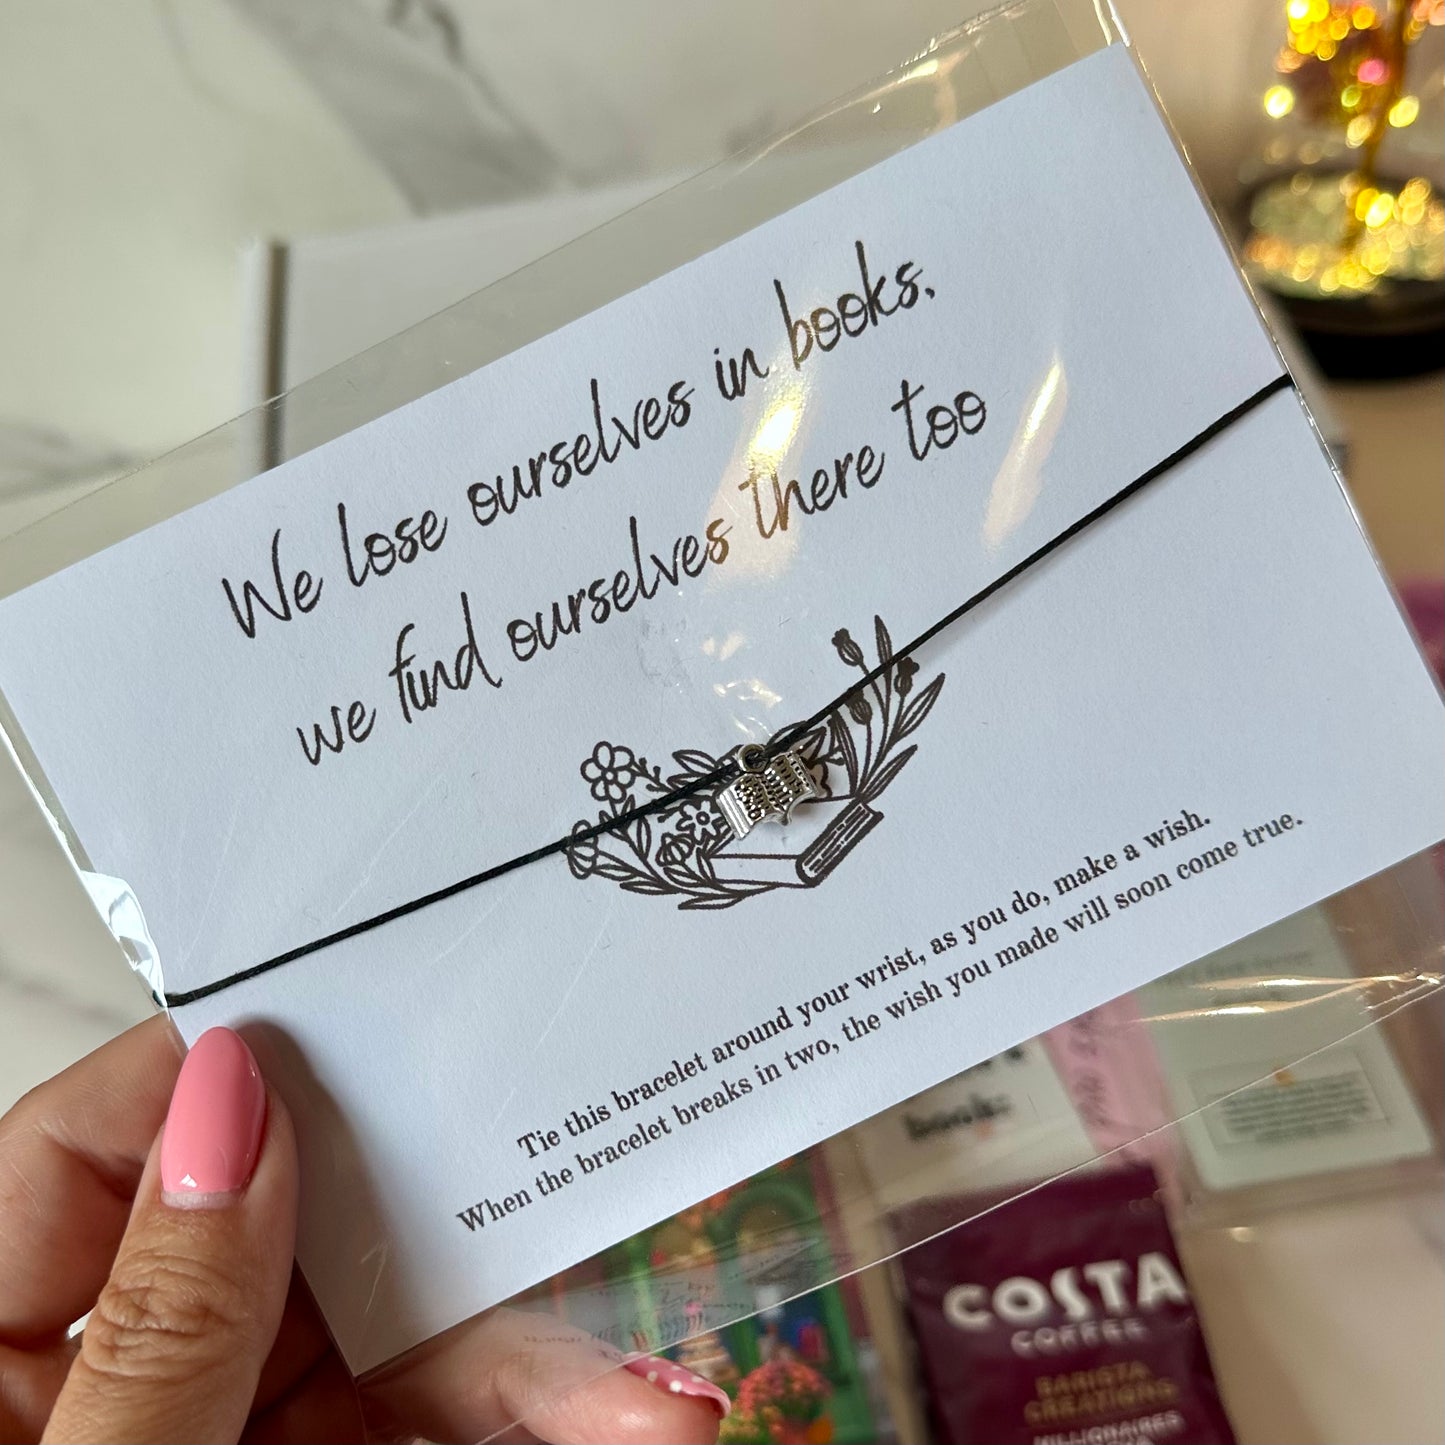 We lose ourselves in books,
we find ourselves there too
Tie this bracelet around your wrist, as you do, make a wish.
When the bracelet breaks in two, the wish you made will soon come true.
books
COSTA
COFFEE
BARISTA
CREATIONS
MILLIONAIRES